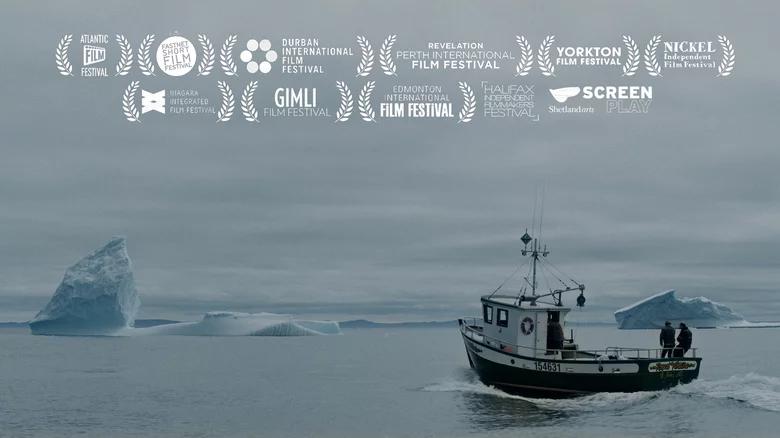 ATLANTIC
FILM
FESTIVAL
FASTNET
SHORT
FILM
FESTIVAL
DURBAN
INTERNATIONAL
FILM
FESTIVAL
REVELATION
PERTH INTERNATIONAL
FILM FESTIVAL
YORKTON
FILM FESTIVAL
NICKEL
Independent
Film Festival
NIAGARA
INTEGRATED
FILM FESTIVAL
GIMLI
FILM FESTIVAL
EDMONTON
INTERNATIONAL
FILM FESTIVAL
HALIFAX
INDEPENDENT
FILMMAKERS
FESTIVAL
Shetlandarts
SCREEN
PLAY
154631